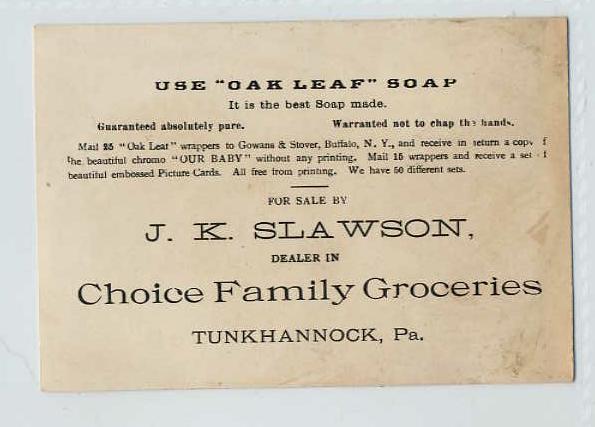 USE "OAK LEAF" SOAP
It is the best Soap made.
Guaranteed absolutely pure. Warranted not to chap the hands.
Mail 25 "Oak Leaf" wrappers to Gowans & Stover, Buffalo, N. Y., and receive in return a copy f
the beautiful chromo "OUR BABY" without any printing. Mail 15 wrappers and receive a set f
beautiful embossed Picture Cards. All free from printing. We have 50 different sets.
FOR SALE BY
J. K. SLAWSON,
DEALER IN
Choice Family Groceries
TUNKHANNOCK, Pa.